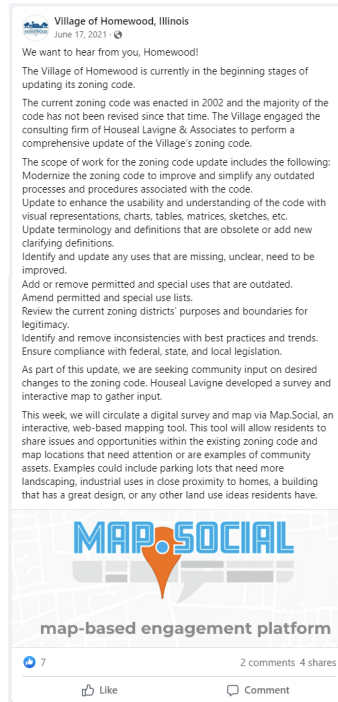 Village of Homewood, Illinois
June 17, 2021 ·
We want to hear from you, Homewood!
The Village of Homewood is currently in the beginning stages of
updating its zoning code.
The current zoning code was enacted in 2002 and the majority of the
code has not been revised since that time. The Village engaged the
consulting firm of Houseal Lavigne & Associates to perform a
comprehensive update of the Village's zoning code.
The scope of work for the zoning code update includes the following:
Modernize the zoning code to improve and simplify any outdated
processes and procedures associated with the code.
Update to enhance the usability and understanding of the code with
visual representations, charts, tables, matrices, sketches, etc.
Update terminology and definitions that are obsolete or add new
clarifying definitions.
Identify and update any uses that are missing, unclear, need to be
improved.
Add or remove permitted and special uses that are outdated.
Amend permitted and special use lists.
Review the current zoning districts' purposes and boundaries for
legitimacy.
Identify and remove inconsistencies with best practices and trends.
Ensure compliance with federal, state, and local legislation.
As part of this update, we are seeking community input on desired
changes to the zoning code. Houseal Lavigne developed a survey and
interactive map to gather input.
This week, we will circulate a digital survey and map via Map.Social, an
interactive, web-based mapping tool. This tool will allow residents to
share issues and opportunities within the existing zoning code and
map locations that need attention or are examples of community
assets. Examples could include parking lots that need more
landscaping, industrial uses in close proximity to homes, a building
that has a great design, or any other land use ideas residents have.
MAP.SOCIAL
map-based engagement platform
7
2 comments 4 shares
Like
Comment